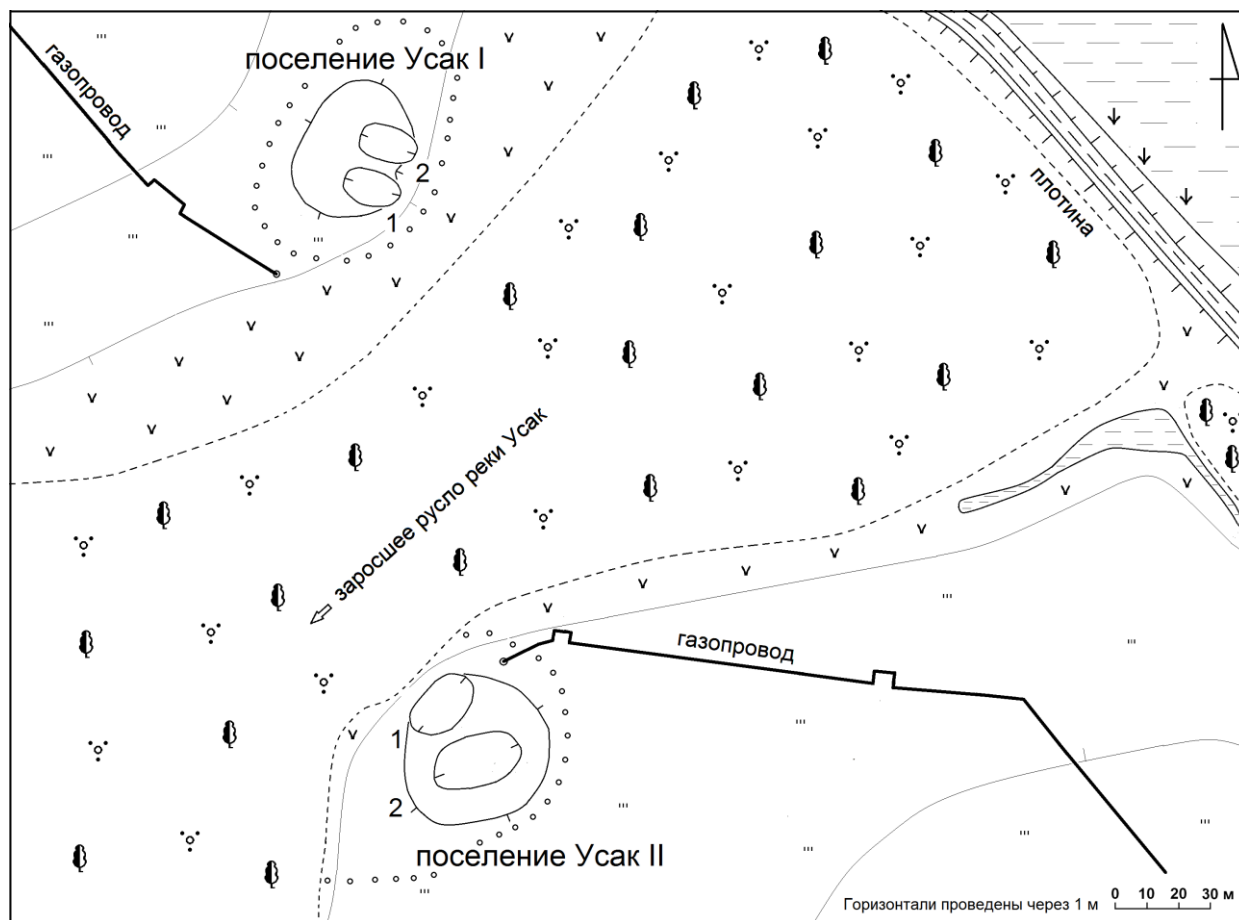 поселение Усак I
газопровод
2
1
плотина
заросшее русло реки Усак
газопровод
1
2
поселение Усак II
Горизонтали проведены через 1 м
0 10 20 30 м